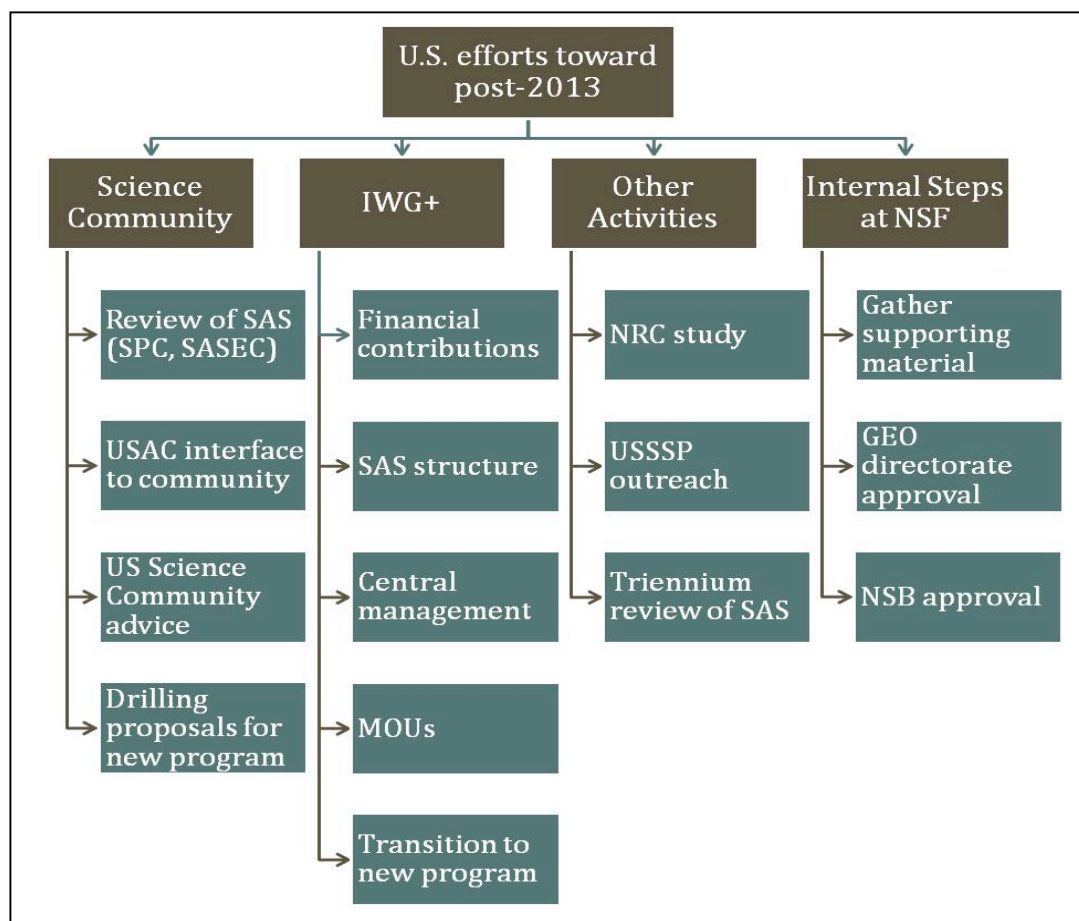 U.S. efforts toward
post-2013
Science
Community
Review of SAS
(SPC, SASEC)
USAC interface
to community
US Science
Community
advice
Drilling
proposals for
new program
IWG+
Financial
contributions
SAS structure
Central
management
MOUs
Transition to
new program
Other
Activities
NRC study
USSSP
outreach
Triennium
review of SAS
Internal Steps
at NSF
Gather
supporting
material
GEO
directorate
approval
NSB approval